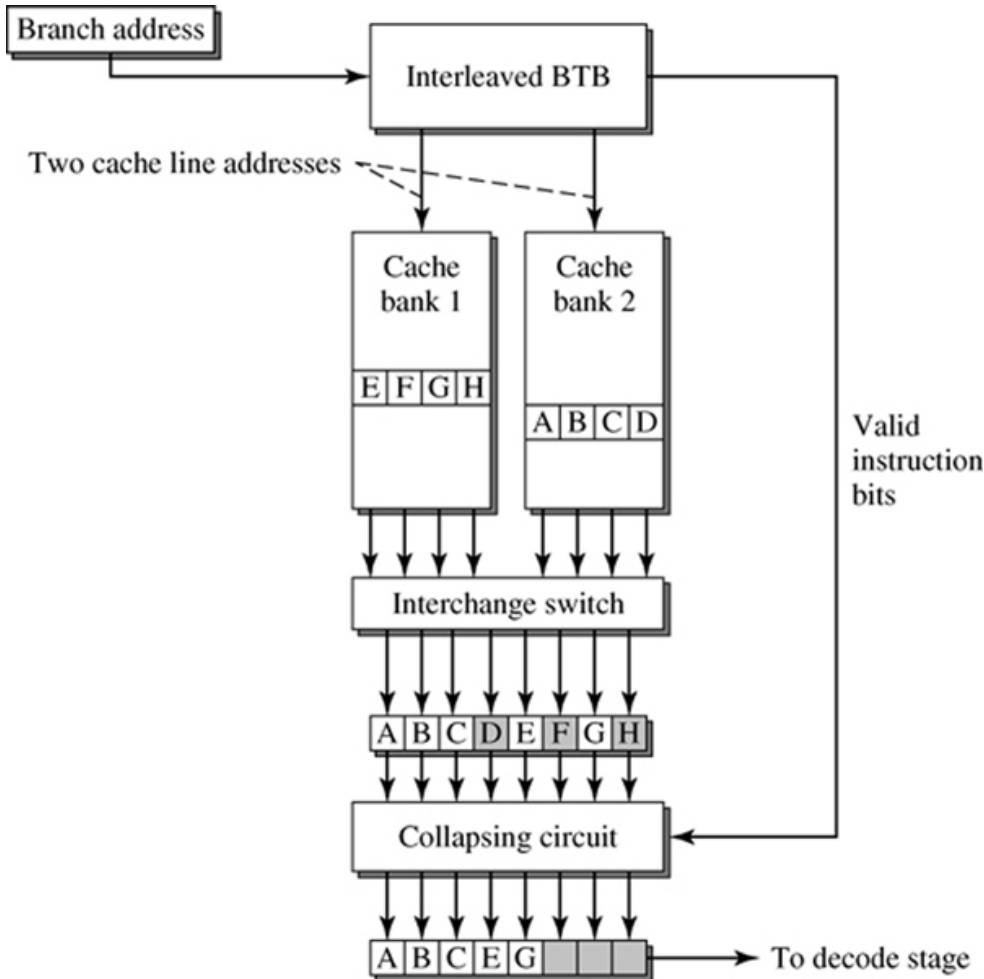 Branch address
Interleaved BTB
Two cache line addresses
Cache
bank 1
Cache
bank 2
E F G H
A B C D
Valid
instruction
bits
Interchange switch
A B C D E F G H
Collapsing circuit
A B C E G
To decode stage